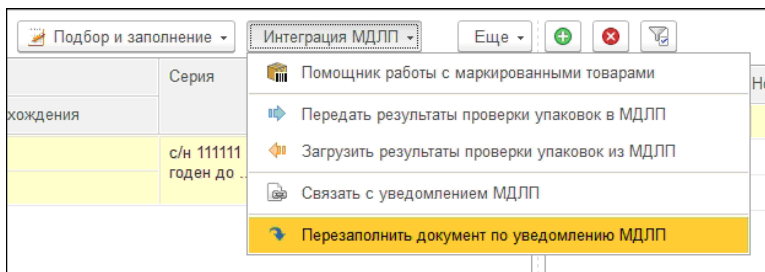 Подбор и заполнение
Интеграция МДЛП
Еще
Серия
хождения
с/н 111111
годен до ...
Помощник работы с маркированными товарами
Передать результаты проверки упаковок в МДЛП
Загрузить результаты проверки упаковок из МДЛП
Связать с уведомлением МДЛП
Перезаполнить документ по уведомлению МДЛП